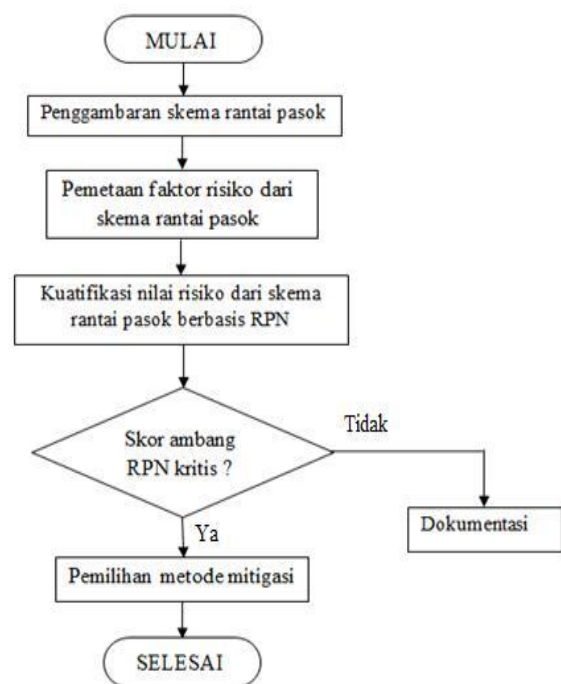 MULAI
Penggambaran skema rantai pasok
Pemetaan faktor risiko dari
skema rantai pasok
Kuatifikasi nilai risiko dari skema
rantai pasok berbasis RPN
Skor ambang
RPN kritis ?
Tidak
Dokumentasi
Ya
Pemilihan metode mitigasi
SELESAI